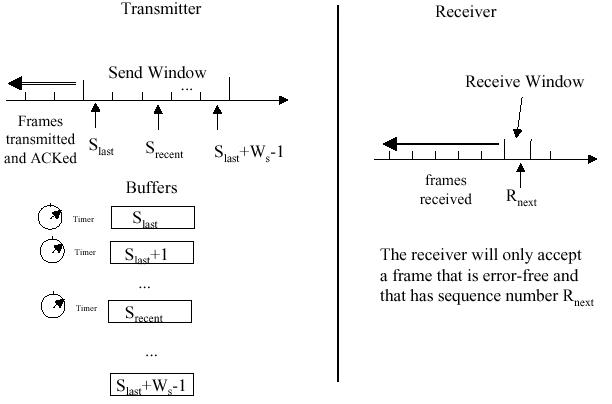 Transmitter
Send Window
...
Frames
transmitted
and ACKed
Slast
Srecent
Slast+Ws-1
Buffers
Timer
Slast
Timer
Slast+1
...
Timer
Srecent
...
Slast+Ws-1
Receiver
Receive Window
frames
received
Rnext
The receiver will only accept
a frame that is error-free and
that has sequence number Rnext